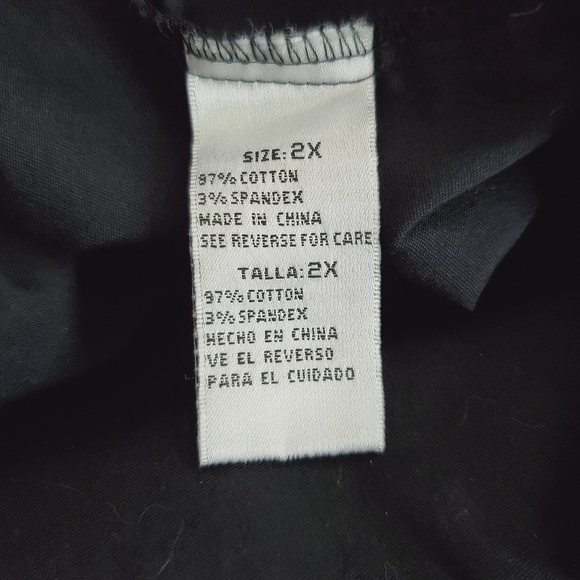 SIZE: 2X
97% COTTON
3% SPANDEX
MADE IN CHINA
SEE REVERSE FOR CARE
TALLA: 2X
97% COTTON
3% SPANDEX
HECHO EN CHINA
VE EL REVERSO
PARA EL CUIDADO